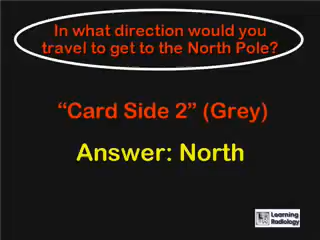 In what direction would you
travel to get to the North Pole?
“Card Side 2” (Grey)
Answer: North
Learning
Radiology